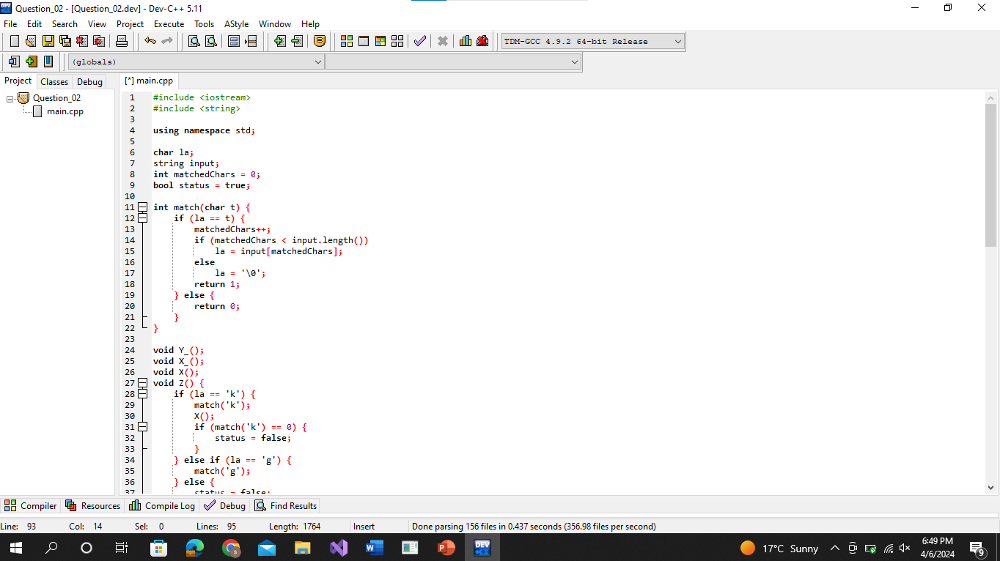 Question_02 - [Question_02.dev] - Dev-C++ 5.11
File Edit Search View Project Execute Tools AStyle Window Help
TDM-GCC 4.9.2 64-bit Release
(globals)
Project Classes Debug [*] main.cpp
Question_02
main.cpp
1 #include <iostream>
2 #include <string>
3
4 using namespace std;
5
6 char la;
7 string input;
8 int matchedChars = 0;
9 bool status = true;
10
11 int match(char t) {
12 if (la == t) {
13 matchedChars++;
14 if (matchedChars < input.length())
15 la = input[matchedChars];
16 else
17 la = '\0';
18 return 1;
19 } else {
20 return 0;
21 }
22 }
23
24 void Y_();
25 void X_();
26 void X();
27 void Z() {
28 if (la == 'k') {
29 match('k');
30 X();
31 if (match('k') == 0) {
32 status = false;
33 }
34 } else if (la == 'g') {
35 match('g');
36 } else {
37 status = false;
Compiler Resources Compile Log Debug Find Results
Line: 93 Col: 14 Sel: 0 Lines: 95 Length: 1764 Insert Done parsing 156 files in 0.437 seconds (356.98 files per second)
17°C Sunny
6:49 PM
4/6/2024
9